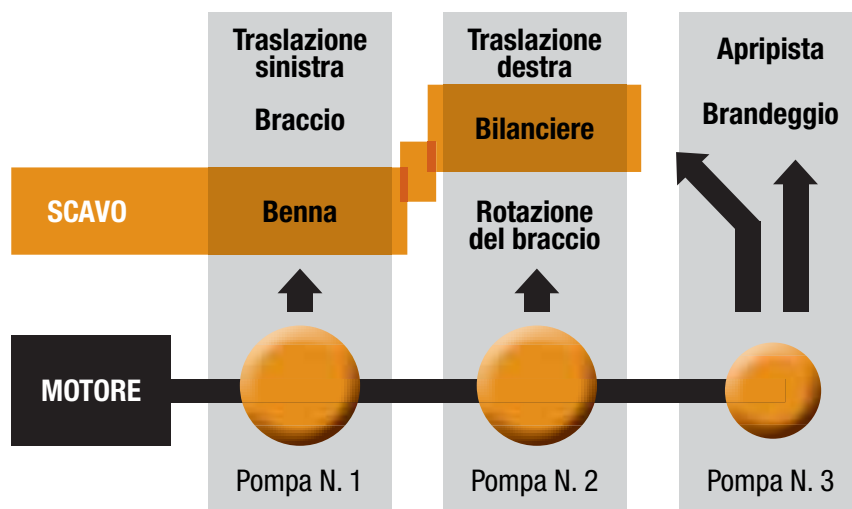 Traslazione
sinistra
Braccio
Traslazione
destra
Bilanciere
Apripista
Brandeggio
SCAVO
Benna
Rotazione
del braccio
MOTORE
Pompa N. 1
Pompa N. 2
Pompa N. 3